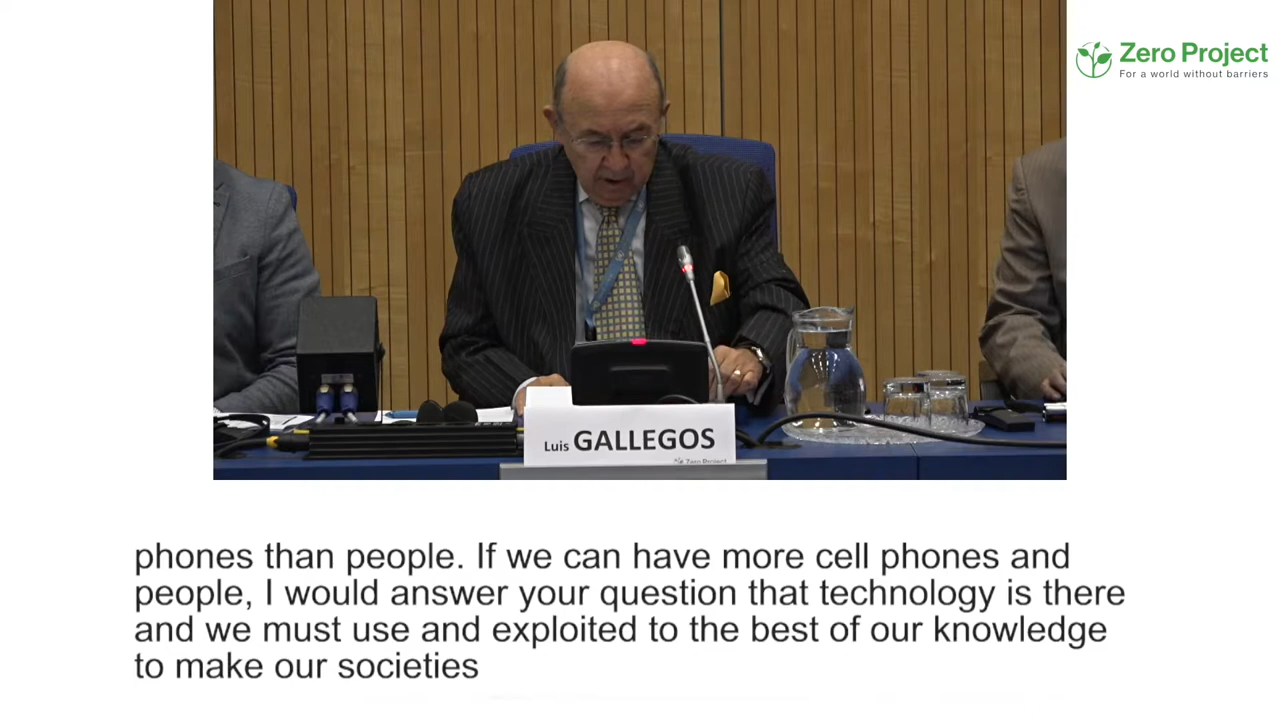 Zero Project
For a world without barriers
Luis GALLEGOS
Zero Project
phones than people. If we can have more cell phones and
people, I would answer your question that technology is there
and we must use and exploited to the best of our knowledge
to make our societies